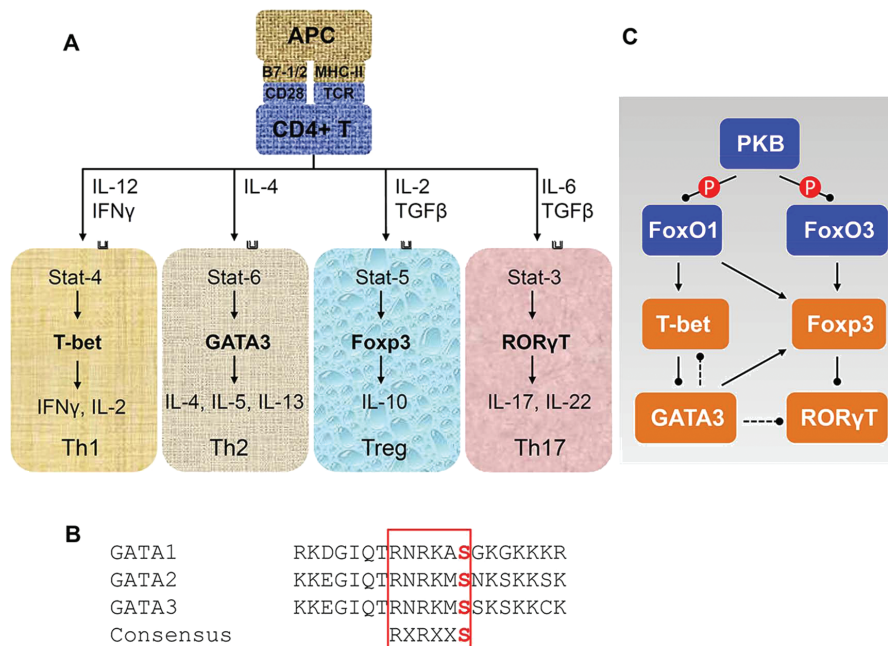 A
APC
B7-1/2 MHC-II
CD28 TCR
CD4+ T
IL-12
IFNγ
IL-4
IL-2
TGFβ
IL-6
TGFβ
Stat-4
T-bet
IFNγ, IL-2
Th1
Stat-6
GATA3
IL-4, IL-5, IL-13
Th2
Stat-5
Foxp3
IL-10
Treg
Stat-3
RORγT
IL-17, IL-22
Th17
C
PKB
P P
FoxO1 FoxO3
T-bet Foxp3
GATA3 RORγT
B
GATA1 RKDGIQTRNRKASGKGKKKR
GATA2 KKEGIQTRNRKMSNKSKKSK
GATA3 KKEGIQTRNRKMSSKSKKCK
Consensus RXRXXS